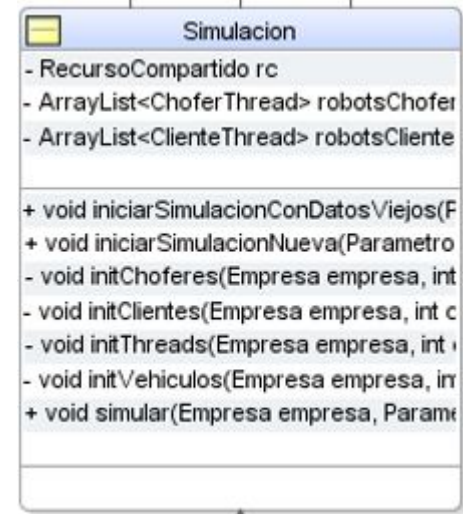 Simulacion
- RecursoCompartido rc
- ArrayList<ChoferThread> robotsChofer
- ArrayList<ClienteThread> robotsCliente
+ void iniciarSimulacionConDatosViejos(P
+ void iniciarSimulacionNueva(Parametro
- void initChoferes(Empresa empresa, int
- void initClientes(Empresa empresa, int c
- void initThreads(Empresa empresa, int
- void initVehiculos(Empresa empresa, in
+ void simular(Empresa empresa, Parame